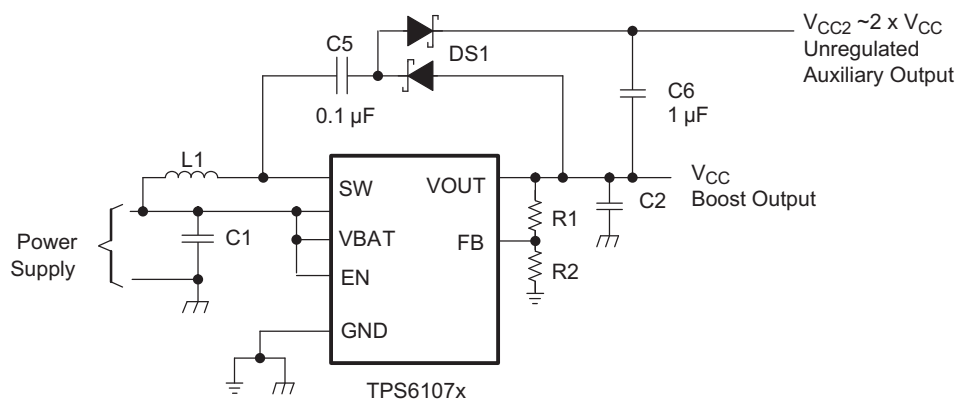 V_CC2 ~2 x V_CC
Unregulated
Auxiliary Output
C5
DS1
0.1 µF
C6
1 µF
L1
SW
VOUT
V_CC
Boost Output
C2
R1
Power
Supply
C1
VBAT
FB
EN
R2
GND
TPS6107x